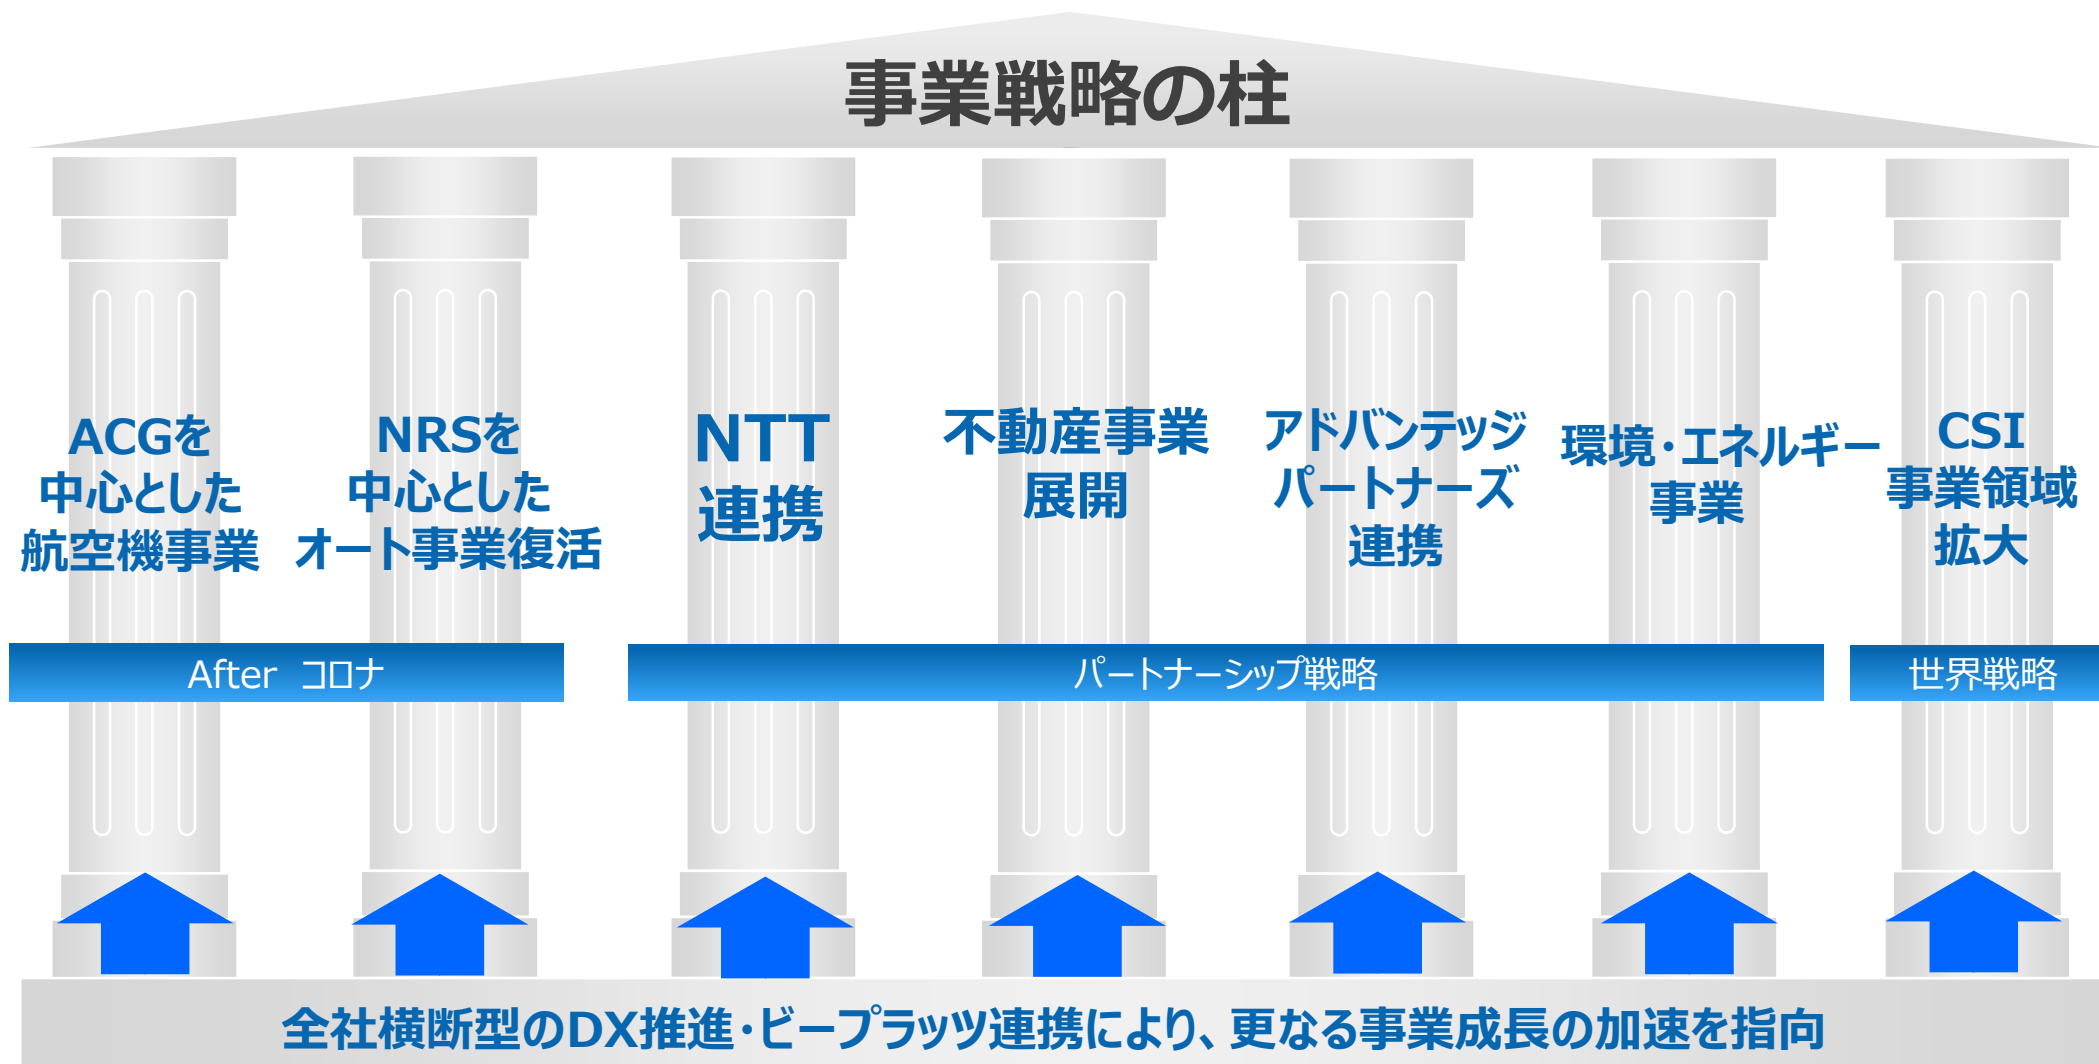 事業戦略の柱
ACGを
中心とした
航空機事業
NRSを
中心とした
オート事業復活
NTT
連携
不動産事業
展開
アドバンテッジ
パートナーズ
連携
環境・エネルギー
事業
CSI
事業領域
拡大
After コロナ
パートナーシップ戦略
世界戦略
全社横断型のDX推進・ビープラッツ連携により、更なる事業成長の加速を指向